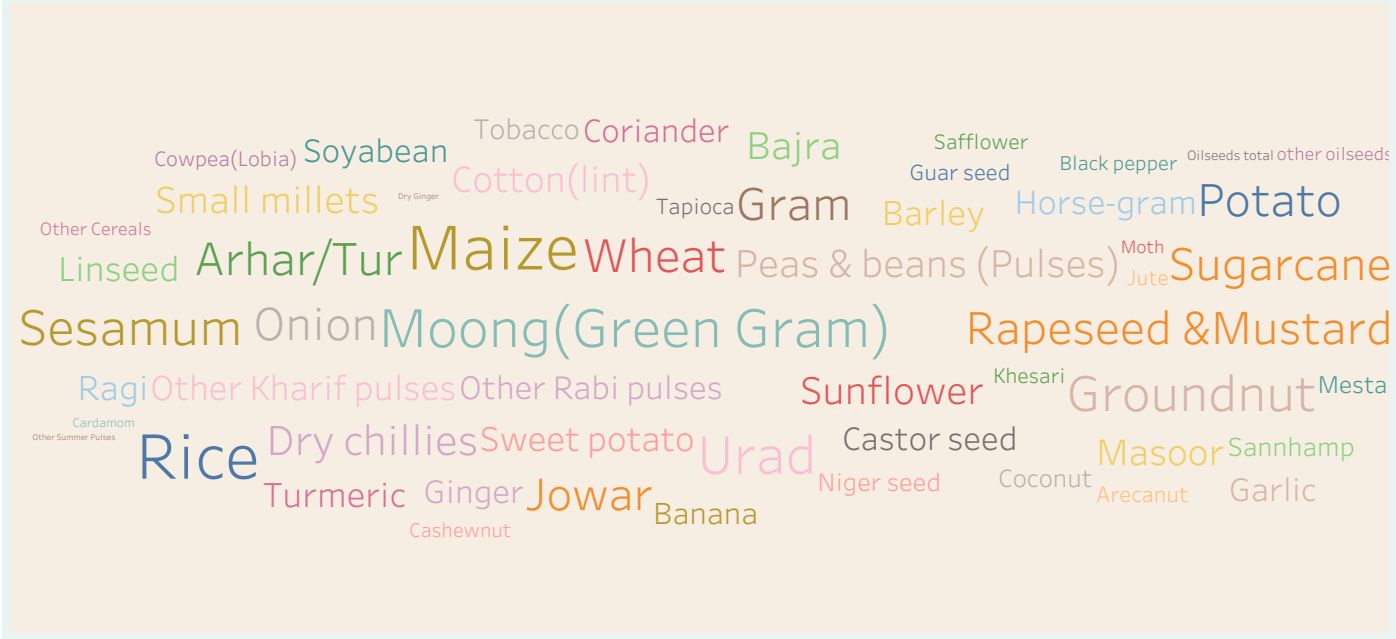 Tobacco Coriander
Cowpea(Lobia) Soyabean Bajra Safflower
Black pepper Oilseeds total other oilseeds
Small millets Dry Ginger Cotton(lint) Guar seed
Tapioca Gram Barley Horse-gram Potato
Other Cereals
Linseed Arhar/Tur Maize Wheat Peas & beans (Pulses) Moth Sugarcane
Jute
Sesamum Onion Moong(Green Gram) Rapeseed &Mustard
Ragi Other Kharif pulses Other Rabi pulses Sunflower Khesari Groundnut Mesta
Cardamom
Other Summer Pulses Rice Dry chillies Sweet potato Urad Castor seed Masoor Sannhamp
Turmeric Ginger Jowar Niger seed Coconut Arecanut Garlic
Banana
Cashewnut